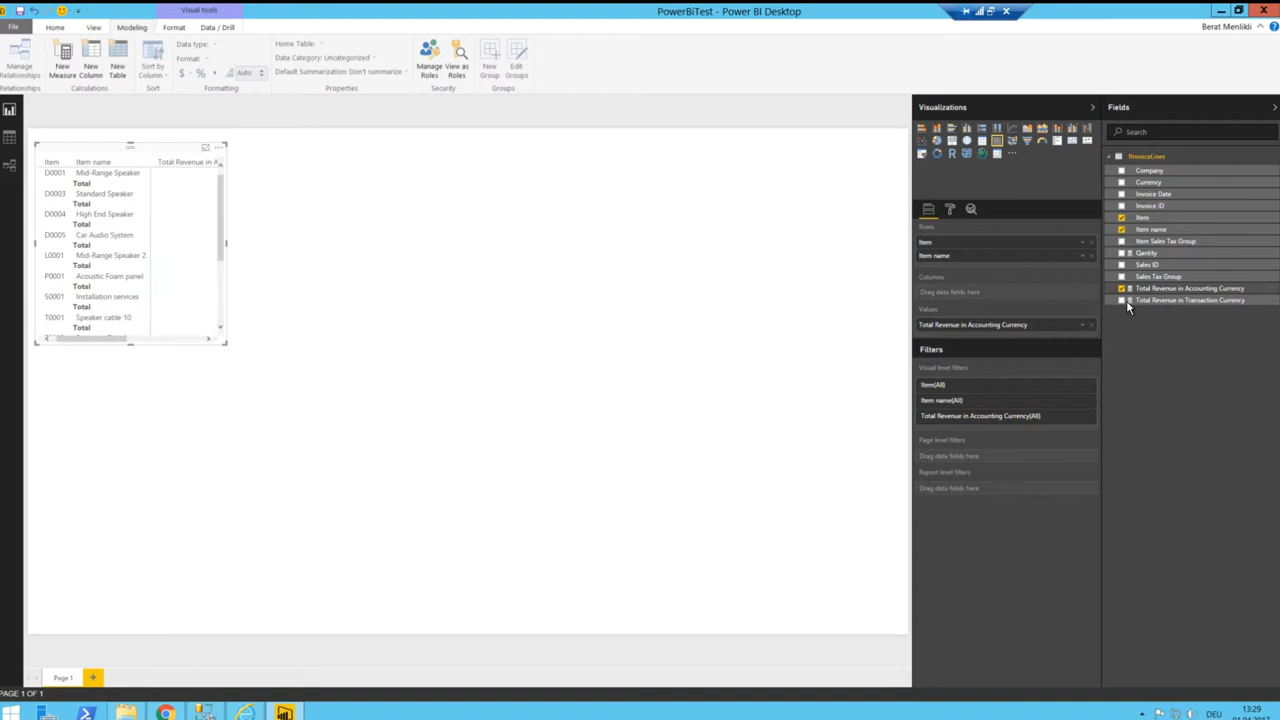 Visual tools
PowerBiTest - Power BI Desktop
File
Home
View
Modeling
Format
Data / Drill
Berat Menlikli
Manage Relationships
New Measure
New Column
New Table
Sort by Column
Data type:
Format:
$ % , Auto
Home Table:
Data Category: Uncategorized
Default Summarization: Don't summarize
Manage Roles
View as Roles
New Group
Edit Groups
Relationships
Calculations
Sort
Formatting
Properties
Security
Groups
Item Item name Total Revenue in A
D0001 Mid-Range Speaker
Total
D0003 Standard Speaker
Total
D0004 High End Speaker
Total
D0005 Car Audio System
Total
L0001 Mid-Range Speaker 2
Total
P0001 Acoustic Foam panel
Total
S0001 Installation services
Total
T0001 Speaker cable 10
Total
Visualizations
Rows
Item
Item name
Columns
Drag data fields here
Values
Total Revenue in Accounting Currency
Filters
Visual level filters
Item(All)
Item name(All)
Total Revenue in Accounting Currency(All)
Page level filters
Drag data fields here
Report level filters
Drag data fields here
Fields
Search
fInvoiceLines
Company
Currency
Invoice Date
Invoice ID
Item
Item name
Item Sales Tax Group
Qantity
Sales ID
Sales Tax Group
Total Revenue in Accounting Currency
Total Revenue in Transaction Currency
Page 1
PAGE 1 OF 1
DEU
13:29
01.04.2017